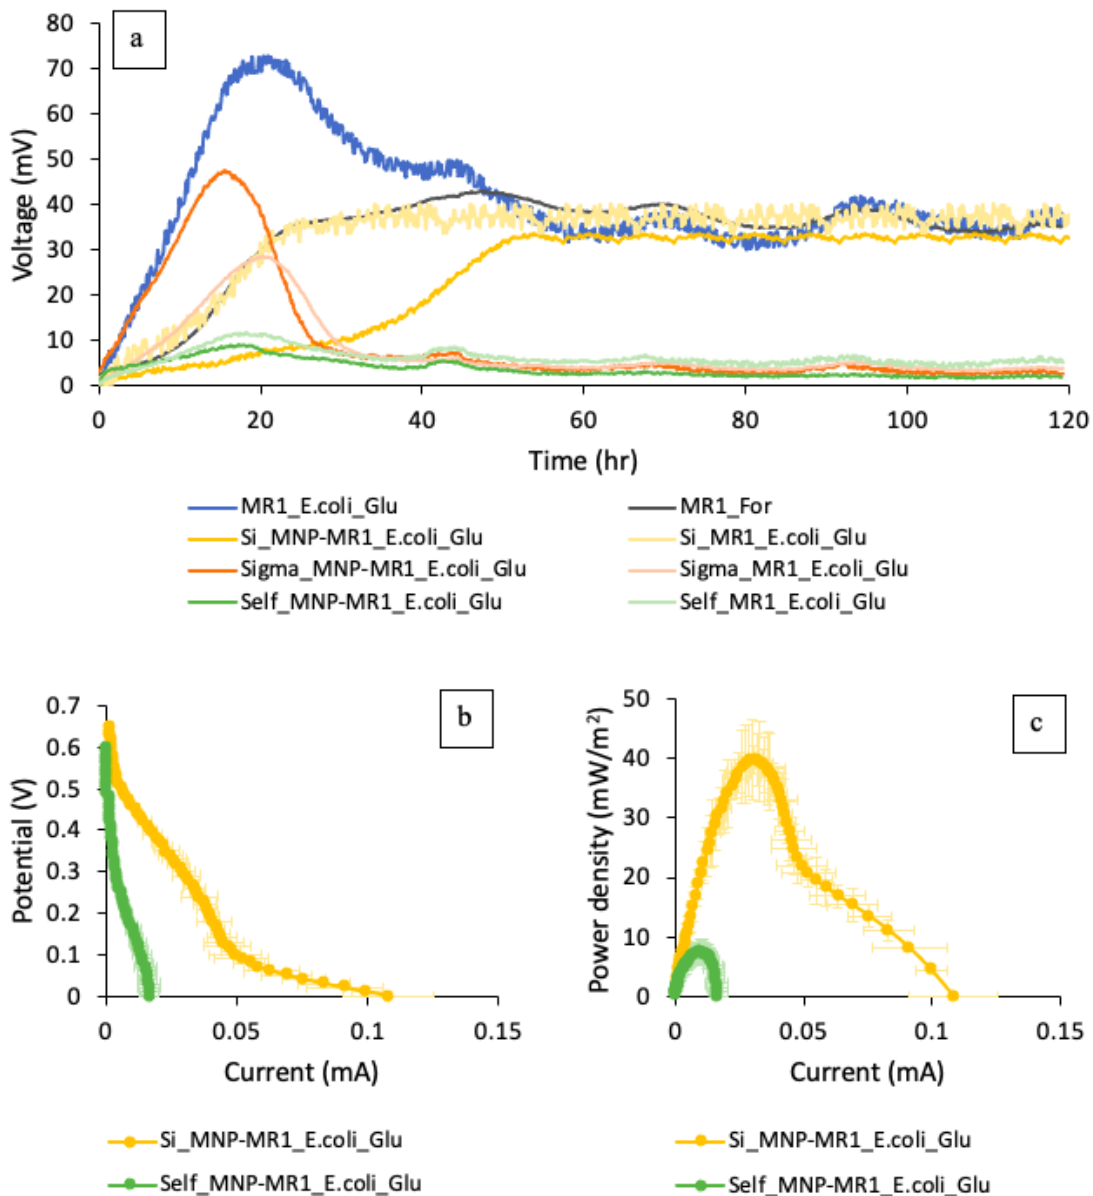 a
80
70
60
50
40
30
20
10
0
Voltage (mV)
0 20 40 60 80 100 120
Time (hr)
MR1_E.coli_Glu MR1_For
Si_MNP-MR1_E.coli_Glu Si_MR1_E.coli_Glu
Sigma_MNP-MR1_E.coli_Glu Sigma_MR1_E.coli_Glu
Self_MNP-MR1_E.coli_Glu Self_MR1_E.coli_Glu
b
0.7
0.6
0.5
0.4
0.3
0.2
0.1
0
Potential (V)
0 0.05 0.1 0.15
Current (mA)
Si_MNP-MR1_E.coli_Glu
Self_MNP-MR1_E.coli_Glu
c
50
40
30
20
10
0
Power density (mW/m²)
0 0.05 0.1 0.15
Current (mA)
Si_MNP-MR1_E.coli_Glu
Self_MNP-MR1_E.coli_Glu